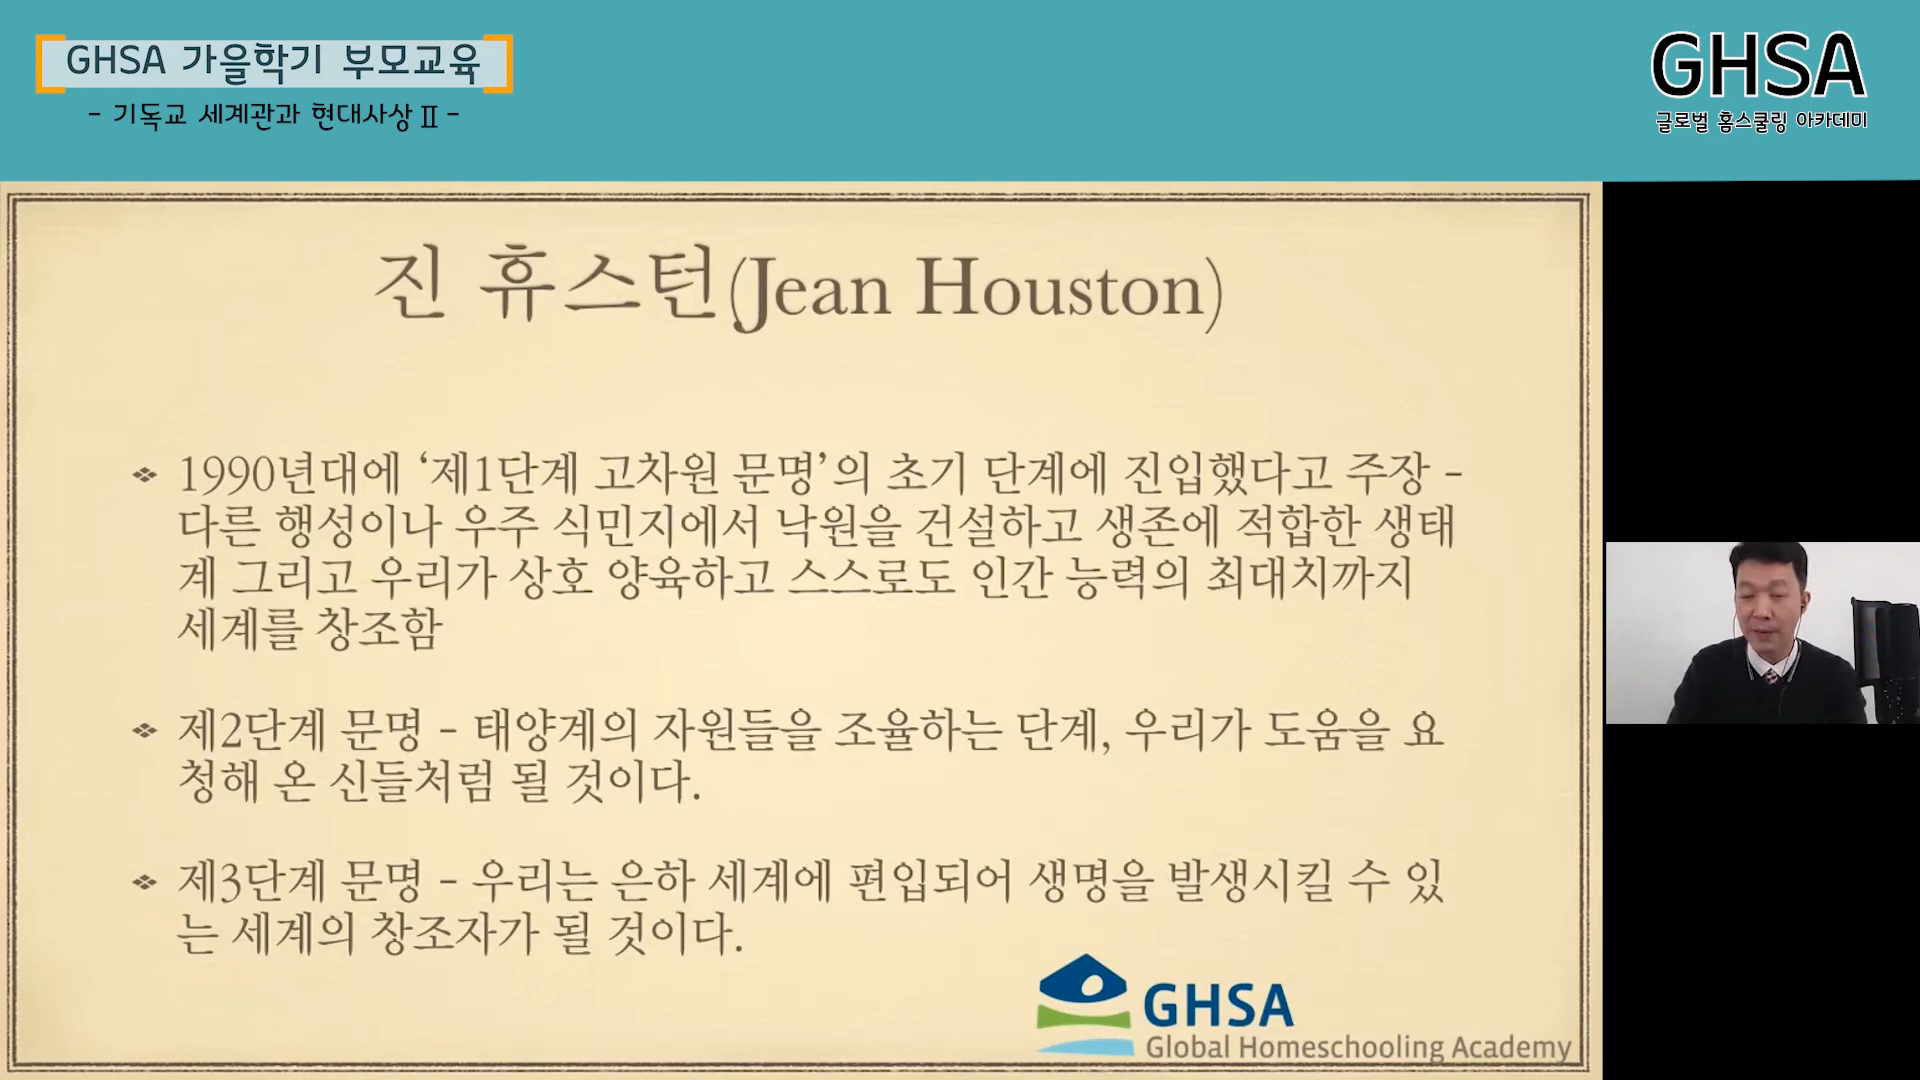 GHSA 가을학기 부모교육
- 기독교 세계관과 현대사상 Ⅱ -
GHSA
글로벌 홈스쿨링 아카데미
진 휴스턴(Jean Houston)
❖ 1990년대에 ‘제1단계 고차원 문명’의 초기 단계에 진입했다고 주장 -
다른 행성이나 우주 식민지에서 낙원을 건설하고 생존에 적합한 생태
계 그리고 우리가 상호 양육하고 스스로도 인간 능력의 최대치까지
세계를 창조함
❖ 제2단계 문명 - 태양계의 자원들을 조율하는 단계, 우리가 도움을 요
청해 온 신들처럼 될 것이다.
❖ 제3단계 문명 - 우리는 은하 세계에 편입되어 생명을 발생시킬 수 있
는 세계의 창조자가 될 것이다.
GHSA
Global Homeschooling Academy